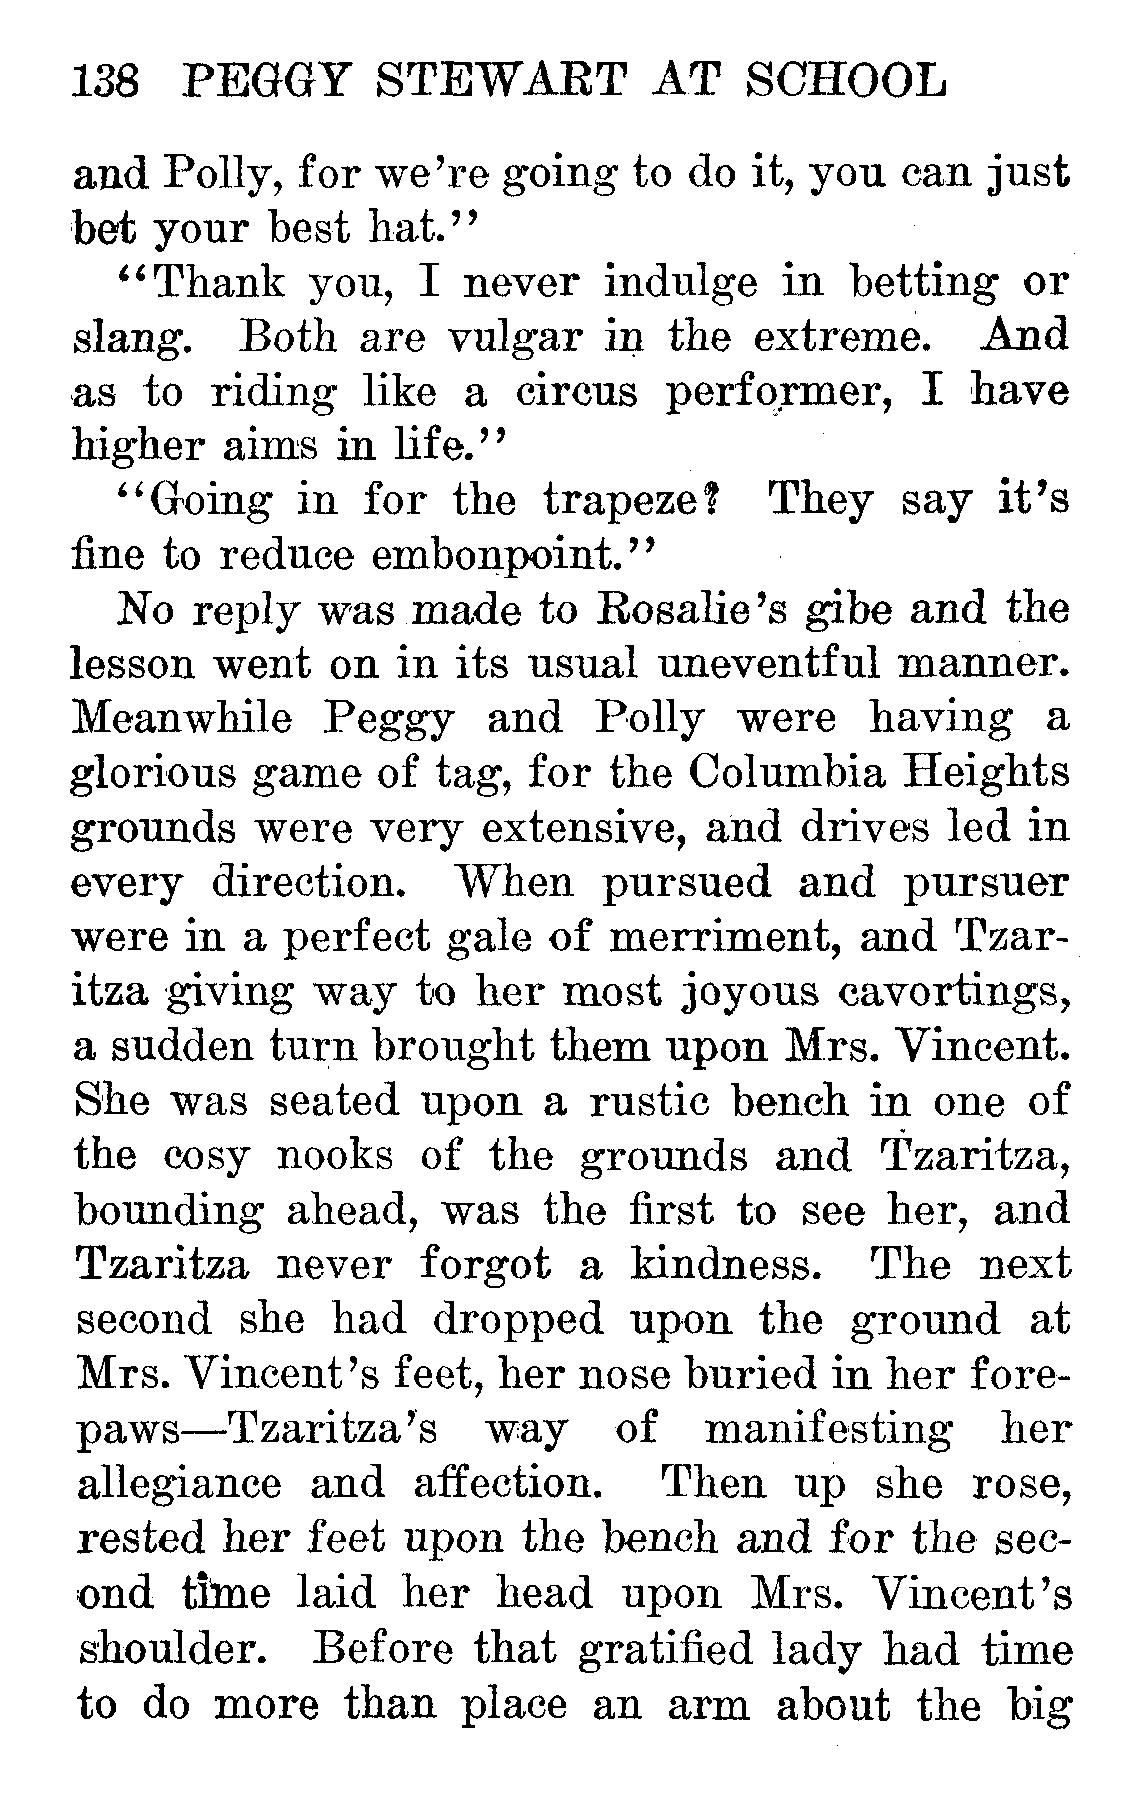 138 PEGGY STEWART AT SCHOOL
and Polly, for we're going to do it, you can just
bet your best hat."
"Thank you, I never indulge in betting or
slang. Both are vulgar in the extreme. And
as to riding like a circus performer, I have
higher aims in life."
"Going in for the trapeze? They say it's
fine to reduce embonpoint."
No reply was made to Rosalie's gibe and the
lesson went on in its usual uneventful manner.
Meanwhile Peggy and Polly were having a
glorious game of tag, for the Columbia Heights
grounds were very extensive, and drives led in
every direction. When pursued and pursuer
were in a perfect gale of merriment, and Tzar-
itza giving way to her most joyous cavortings,
a sudden turn brought them upon Mrs. Vincent.
She was seated upon a rustic bench in one of
the cosy nooks of the grounds and Tzaritza,
bounding ahead, was the first to see her, and
Tzaritza never forgot a kindness. The next
second she had dropped upon the ground at
Mrs. Vincent's feet, her nose buried in her fore-
paws—Tzaritza's way of manifesting her
allegiance and affection. Then up she rose,
rested her feet upon the bench and for the sec-
ond time laid her head upon Mrs. Vincent's
shoulder. Before that gratified lady had time
to do more than place an arm about the big